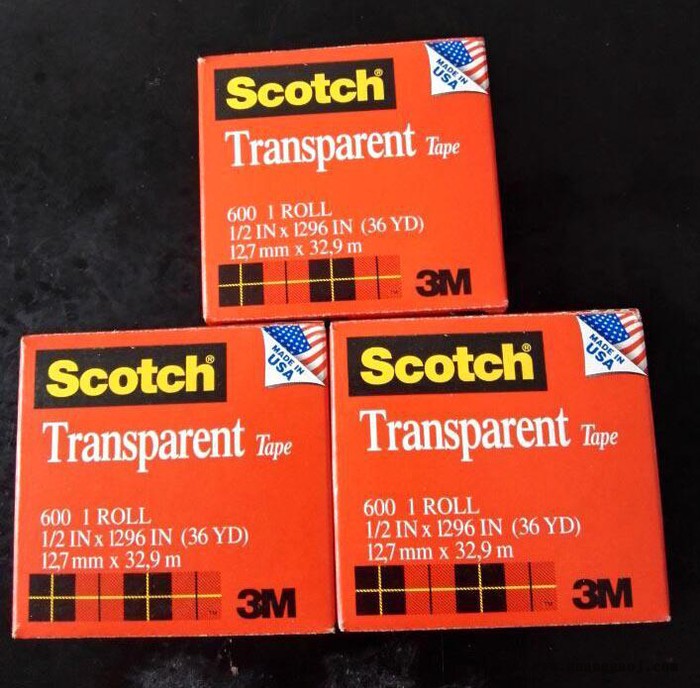 Scotch®
MADE IN
USA
Transparent Tape
600 1 ROLL
1/2 IN x 1296 IN (36 YD)
12,7 mm x 32,9 m
™
3M
Scotch®
MADE IN
USA
Transparent Tape
600 1 ROLL
1/2 IN x 1296 IN (36 YD)
12,7 mm x 32,9 m
™
3M
Scotch®
MADE IN
USA
Transparent Tape
600 1 ROLL
1/2 IN x 1296 IN (36 YD)
12,7 mm x 32,9 m
™
3M